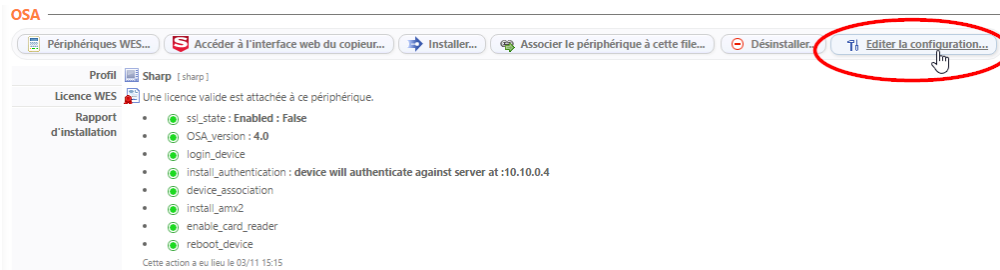 OSA
Périphériques WES... Accéder à l'interface web du copieur... Installer... Associer le périphérique à cette file... Désinstaller... Editer la configuration...
Profil Sharp [ sharp ]
Licence WES Une licence valide est attachée à ce périphérique.
Rapport d'installation
• ssl_state : Enabled : False
• OSA_version : 4.0
• login_device
• install_authentication : device will authenticate against server at :10.10.0.4
• device_association
• install_amx2
• enable_card_reader
• reboot_device
Cette action a eu lieu le 03/11 15:15